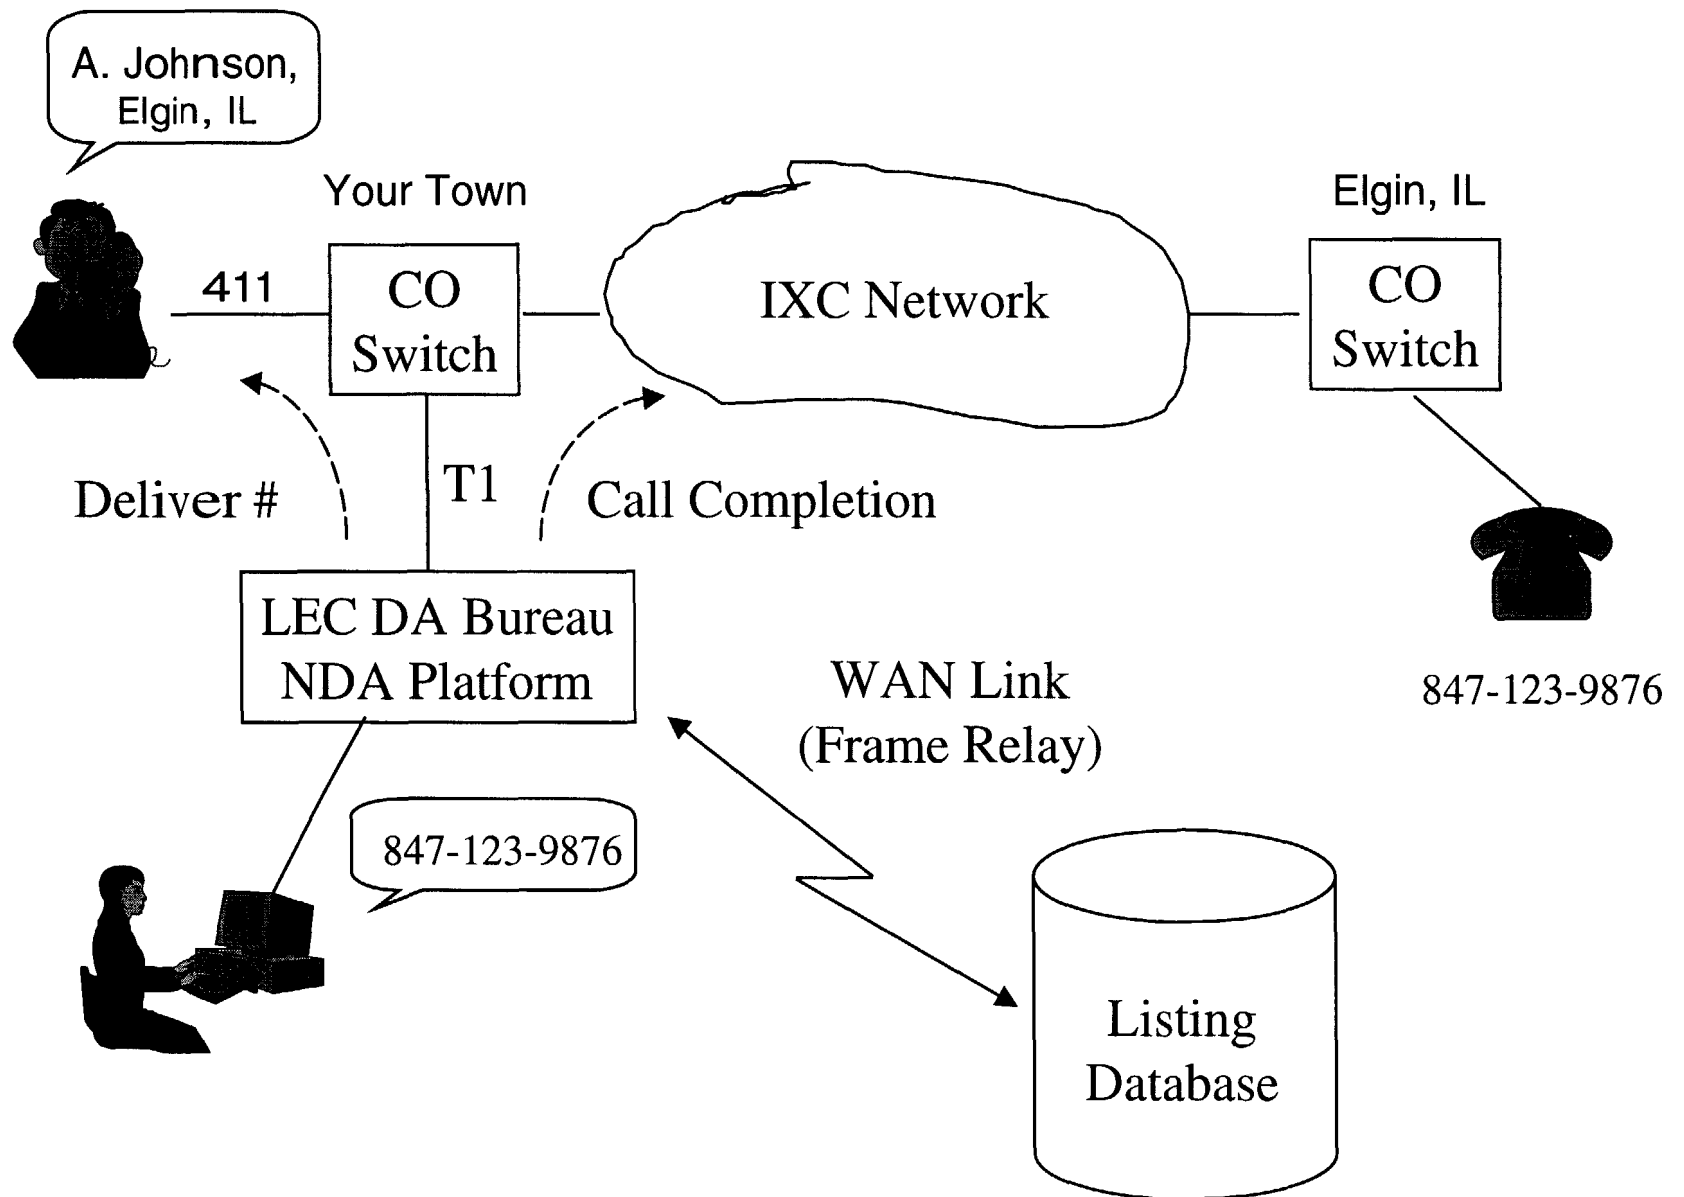 A. Johnson,
Elgin, IL
Your Town
Elgin, IL
411
CO
Switch
IXC Network
CO
Switch
Deliver #
T1
Call Completion
LEC DA Bureau
NDA Platform
WAN Link
(Frame Relay)
847-123-9876
847-123-9876
Listing
Database